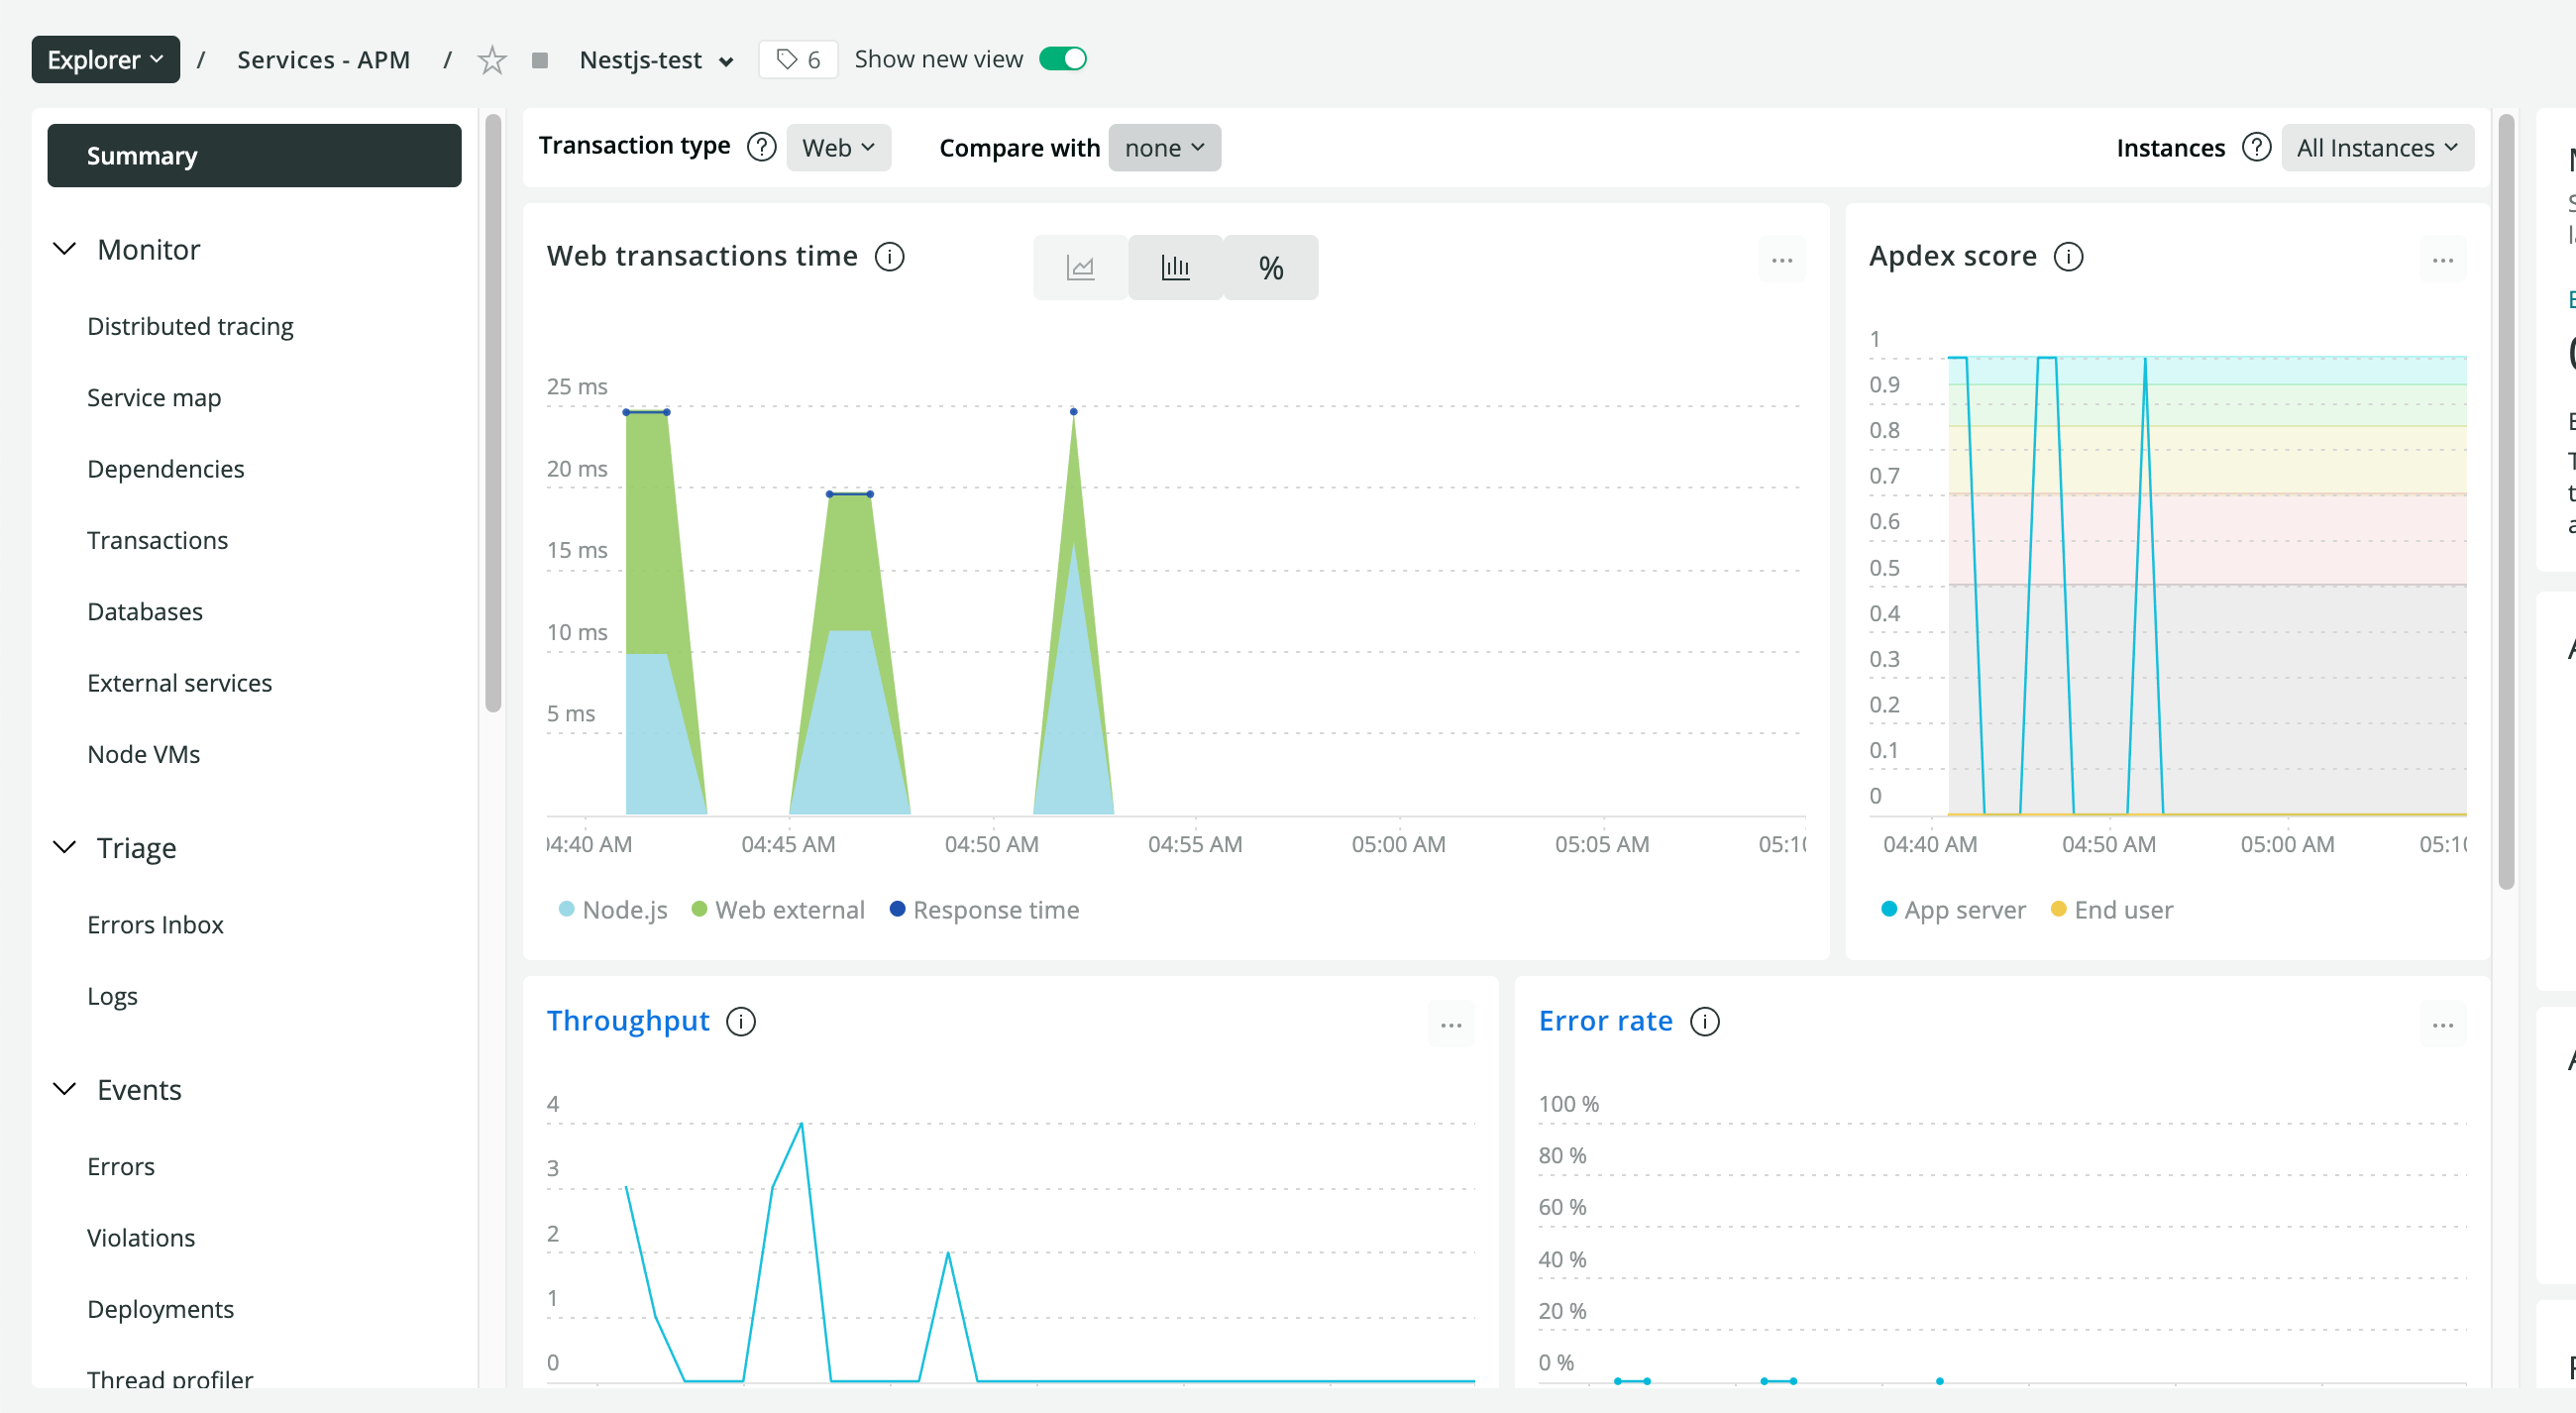 Explorer / Services - APM / Nestjs-test 6 Show new view
Summary
Monitor
Distributed tracing
Service map
Dependencies
Transactions
Databases
External services
Node VMs
Triage
Errors Inbox
Logs
Events
Errors
Violations
Deployments
Thread profiler
Transaction type ? Web Compare with none Instances ? All Instances
Web transactions time i % ...
25 ms
20 ms
15 ms
10 ms
5 ms
04:40 AM 04:45 AM 04:50 AM 04:55 AM 05:00 AM 05:05 AM 05:10
Node.js Web external Response time
Apdex score i ...
1
0.9
0.8
0.7
0.6
0.5
0.4
0.3
0.2
0.1
0
04:40 AM 04:50 AM 05:00 AM 05:10
App server End user
Throughput i ...
4
3
2
1
0
Error rate i ...
100 %
80 %
60 %
40 %
20 %
0 %